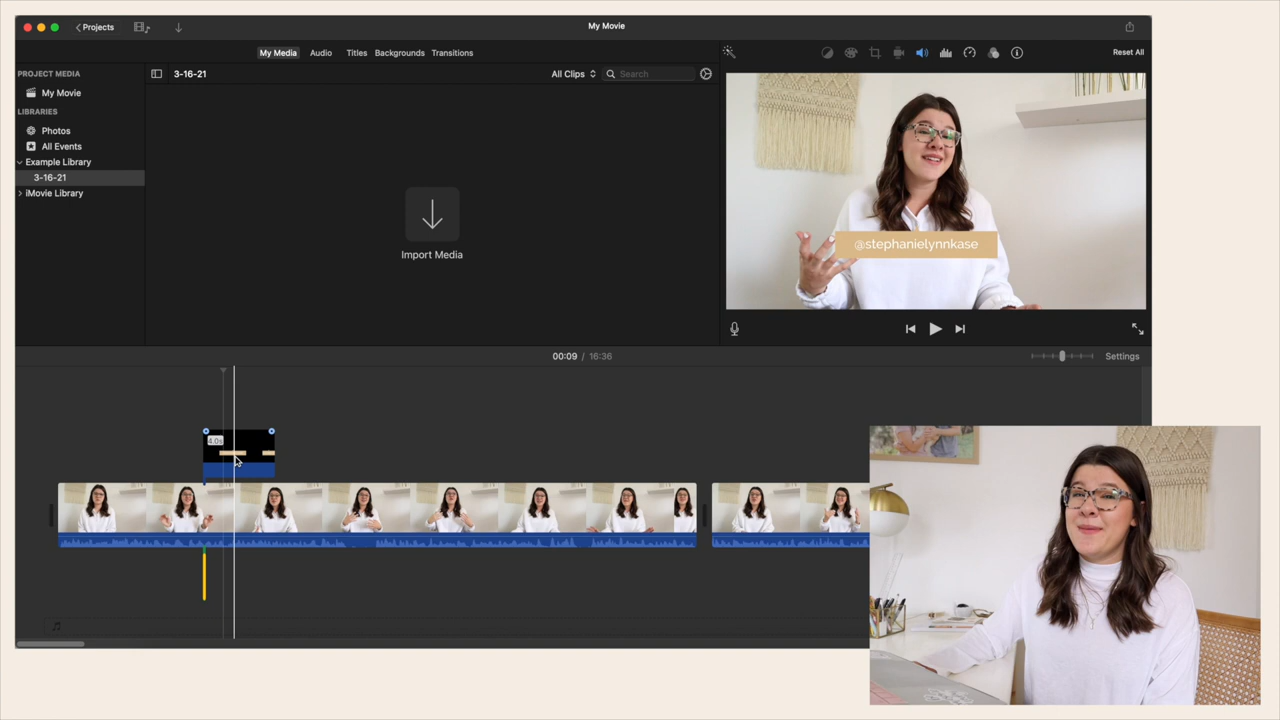 Projects
My Movie
My Media
Audio
Titles
Backgrounds
Transitions
Reset All
PROJECT MEDIA
3-16-21
All Clips
Search
My Movie
LIBRARIES
Photos
All Events
Example Library
3-16-21
iMovie Library
Import Media
@stephanielynnkase
00:09 / 16:36
Settings
4.0s